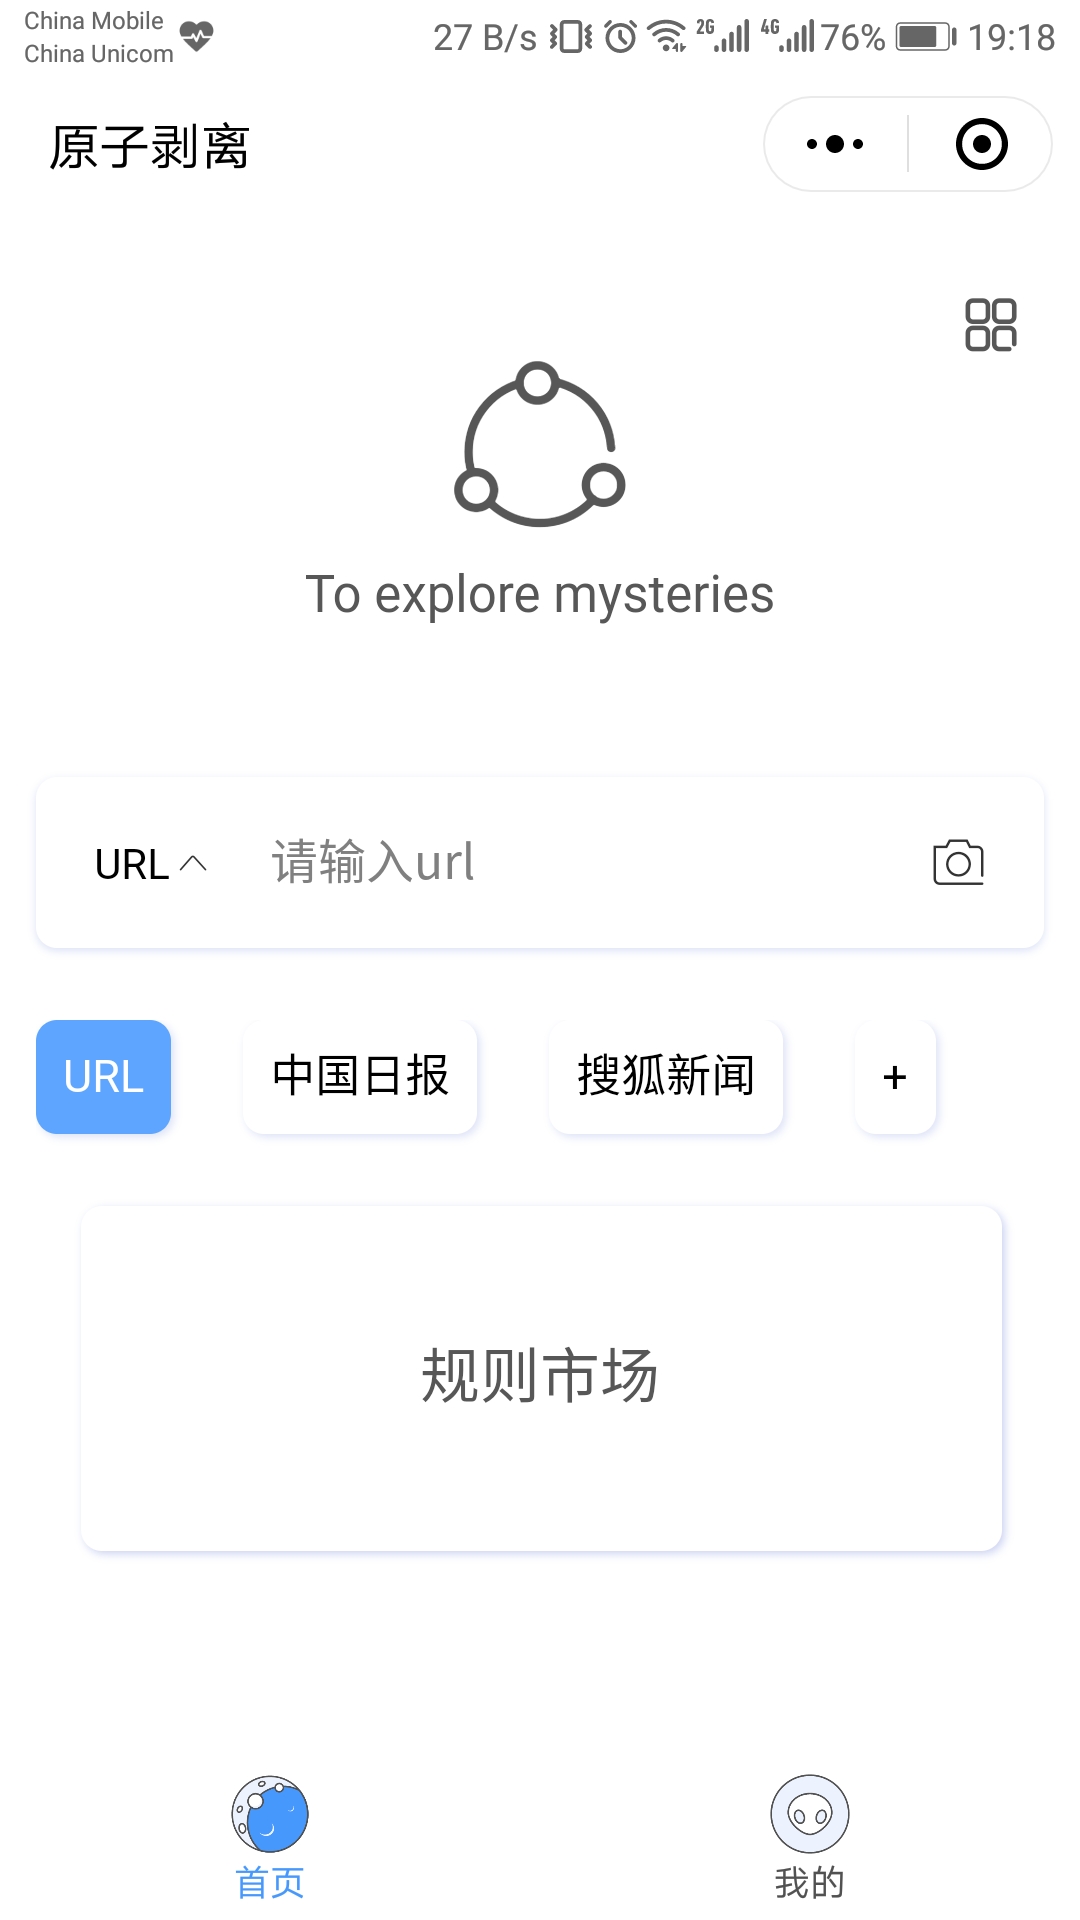 China Mobile
China Unicom
27 B/s 2G 4G 76% 19:18
原子剥离
To explore mysteries
URL 请输入url
URL 中国日报 搜狐新闻 +
规则市场
首页 我的